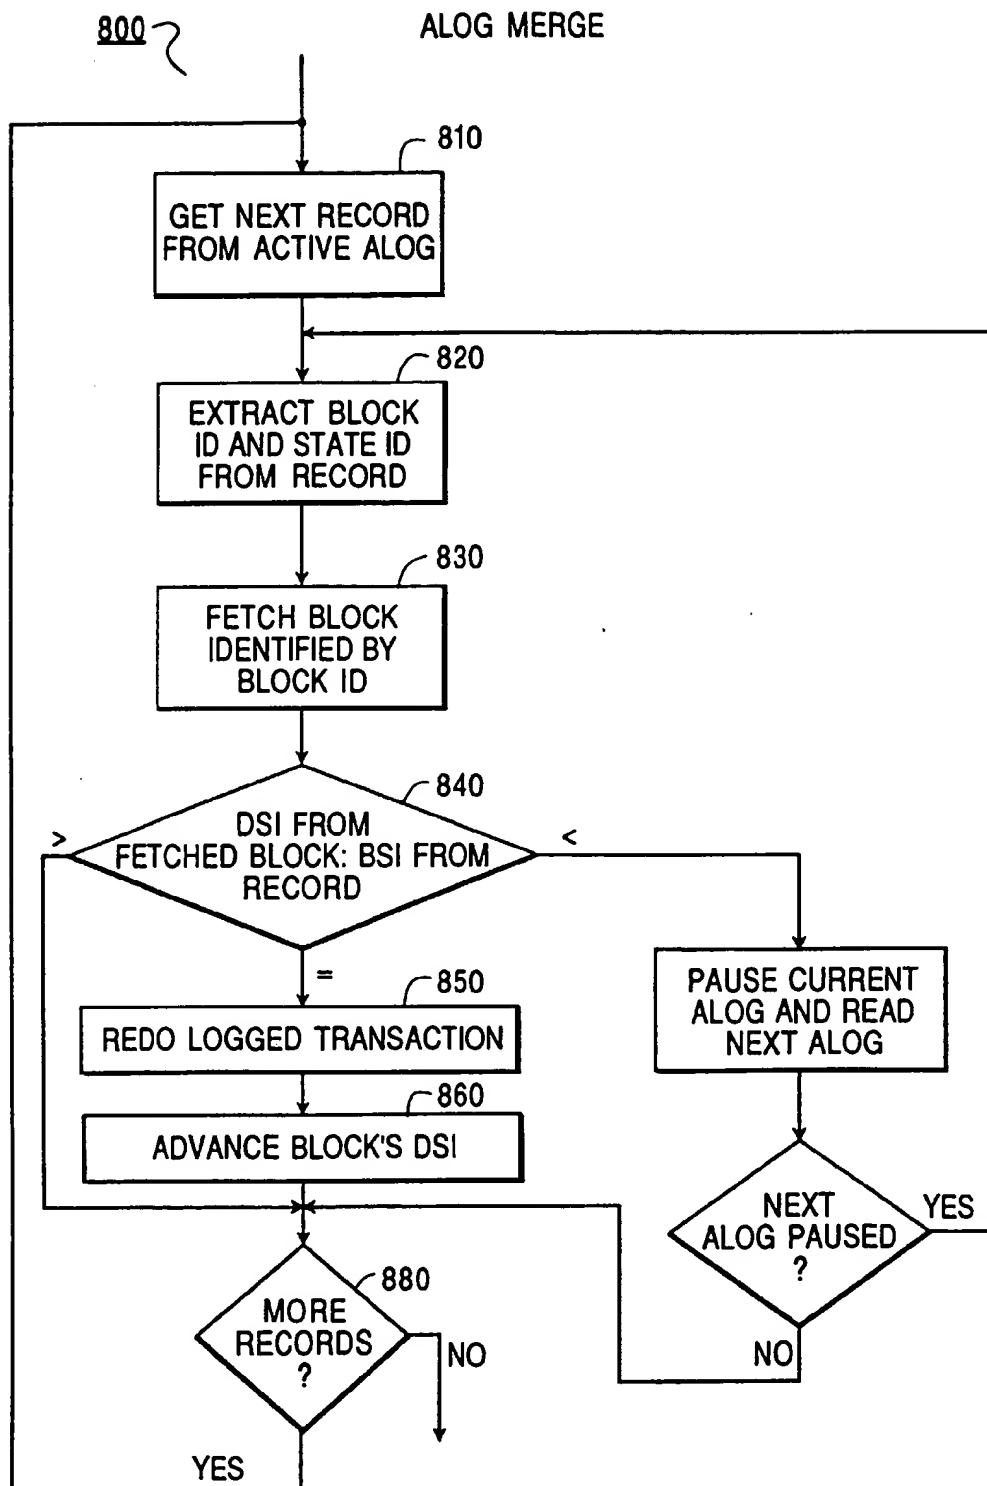 800
ALOG MERGE
810
GET NEXT RECORD
FROM ACTIVE ALOG
820
EXTRACT BLOCK
ID AND STATE ID
FROM RECORD
830
FETCH BLOCK
IDENTIFIED BY
BLOCK ID
840
>
<
DSI FROM
FETCHED BLOCK: BSI FROM
RECORD
=
850
REDO LOGGED TRANSACTION
PAUSE CURRENT
ALOG AND READ
NEXT ALOG
860
ADVANCE BLOCK'S DSI
NEXT
ALOG PAUSED
?
YES
880
MORE
RECORDS
?
NO
NO
YES